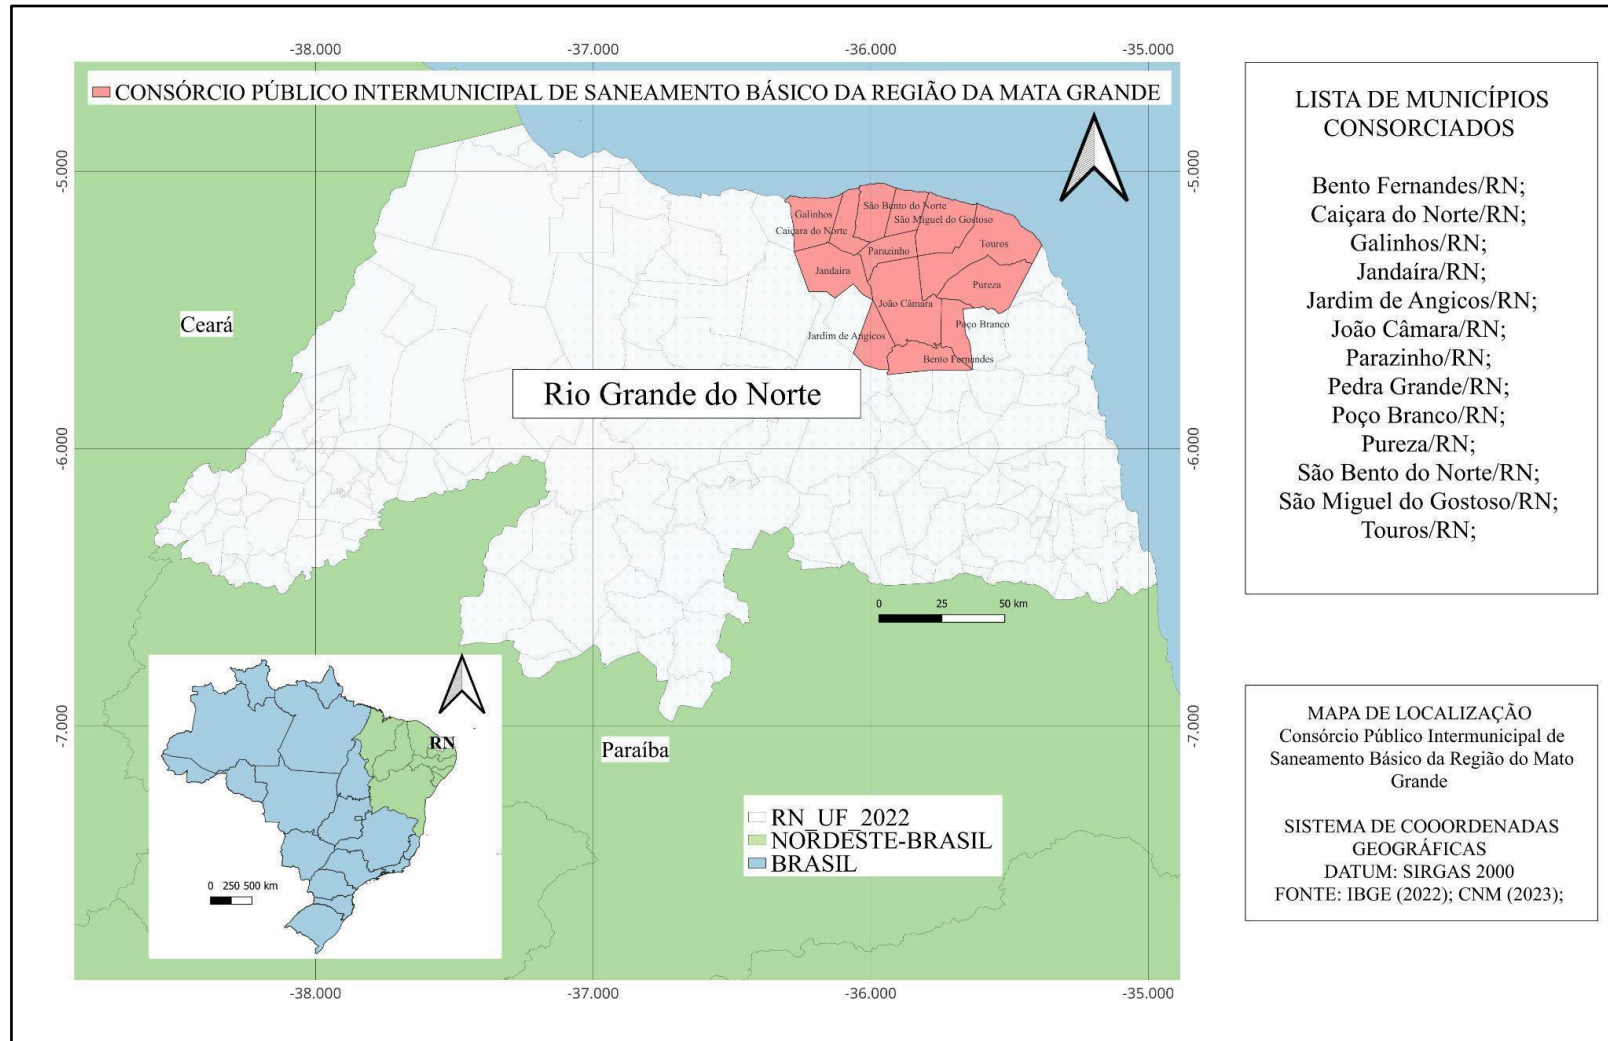 -38.000 -37.000 -36.000 -35.000
CONSÓRCIO PÚBLICO INTERMUNICIPAL DE SANEAMENTO BÁSICO DA REGIÃO DA MATA GRANDE
-5.000 -5.000
São Bento do Norte
Galinhos
São Miguel do Gostoso
Caiçara do Norte
Touros
Parazinho
Jandaíra
Pureza
João Câmara
Poço Branco
Jardim de Angicos
Bento Fernandes
Ceará
Rio Grande do Norte
-6.000 -6.000
0 25 50 km
-7.000 -7.000
Paraíba
RN
0 250 500 km
RN_UF_2022
NORDESTE-BRASIL
BRASIL
-38.000 -37.000 -36.000 -35.000
LISTA DE MUNICÍPIOS
CONSORCIADOS
Bento Fernandes/RN;
Caiçara do Norte/RN;
Galinhos/RN;
Jandaíra/RN;
Jardim de Angicos/RN;
João Câmara/RN;
Parazinho/RN;
Pedra Grande/RN;
Poço Branco/RN;
Pureza/RN;
São Bento do Norte/RN;
São Miguel do Gostoso/RN;
Touros/RN;
MAPA DE LOCALIZAÇÃO
Consórcio Público Intermunicipal de
Saneamento Básico da Região do Mato
Grande
SISTEMA DE COOORDENADAS
GEOGRÁFICAS
DATUM: SIRGAS 2000
FONTE: IBGE (2022); CNM (2023);